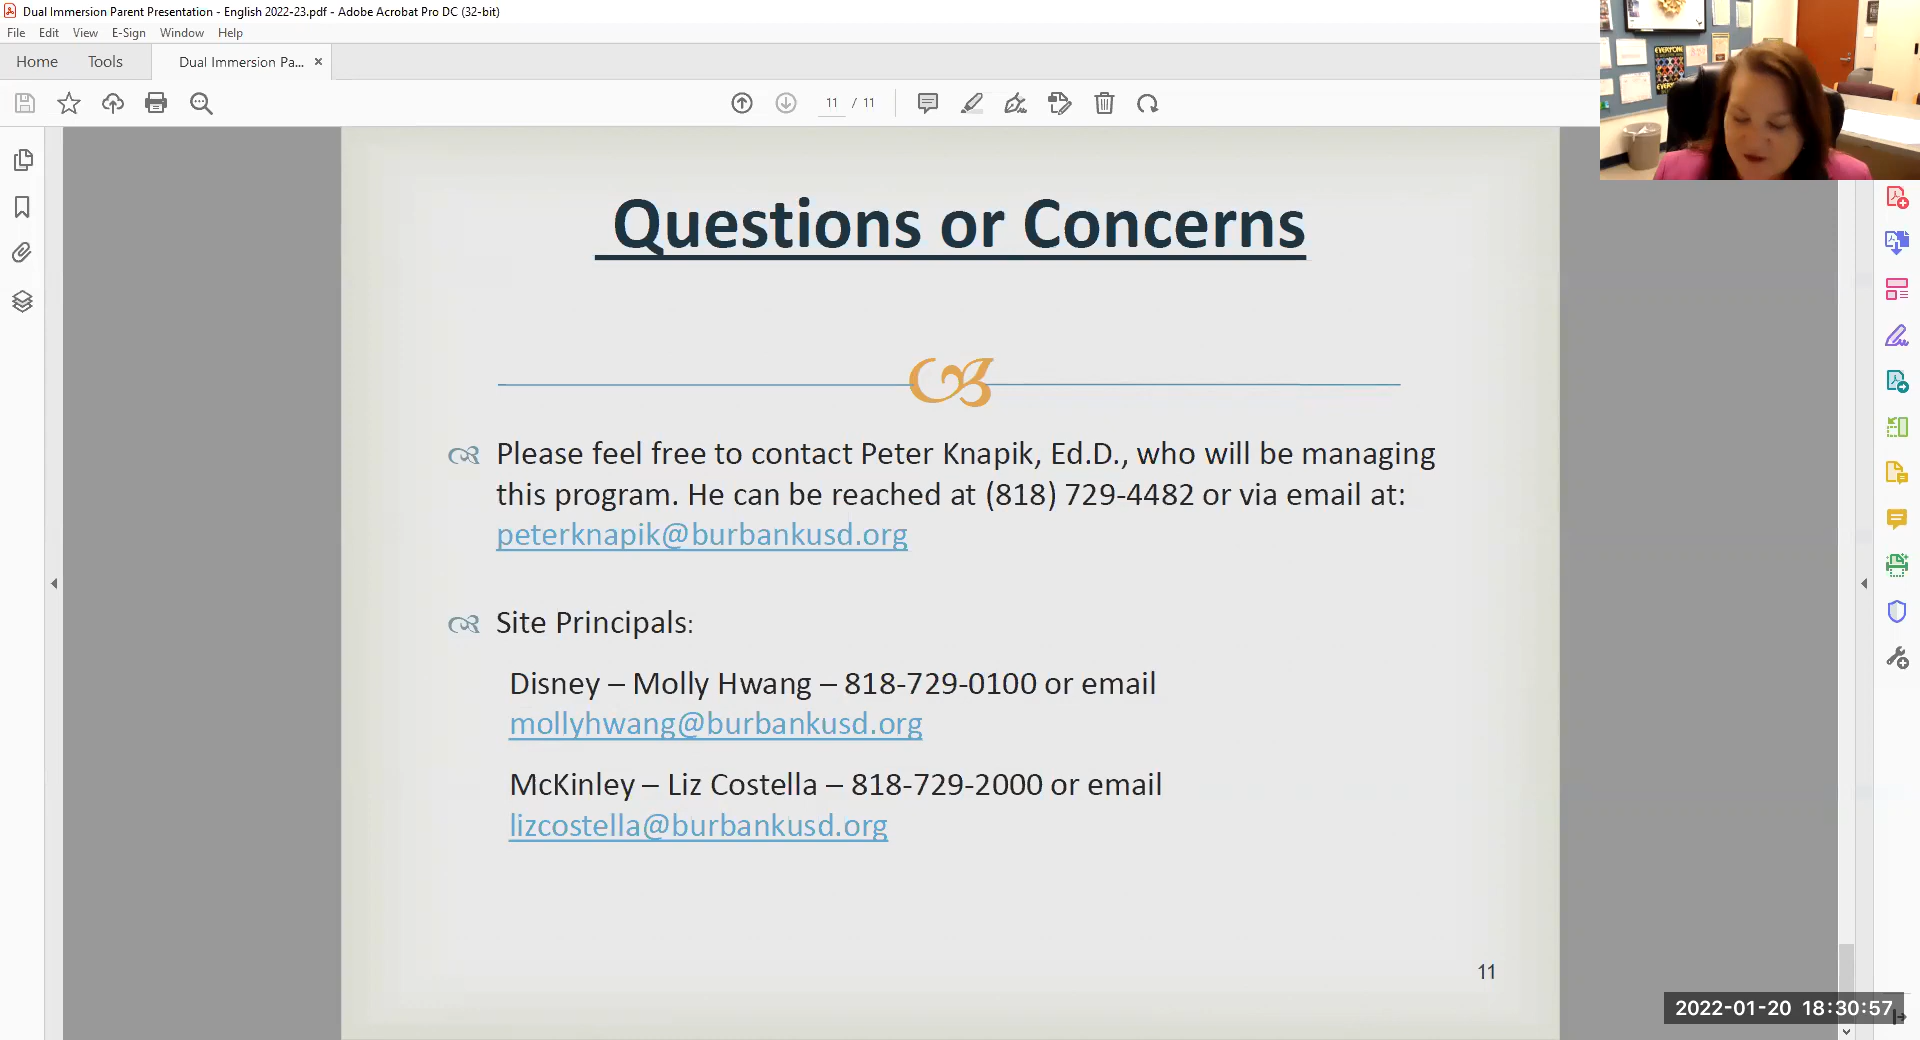 Dual Immersion Parent Presentation - English 2022-23.pdf - Adobe Acrobat Pro DC (32-bit)
File Edit View E-Sign Window Help
Home Tools Dual Immersion Pa... ×
11 / 11
EVERYONE
Questions or Concerns
Please feel free to contact Peter Knapik, Ed.D., who will be managing
this program. He can be reached at (818) 729-4482 or via email at:
peterknapik@burbankusd.org
Site Principals:
Disney – Molly Hwang – 818-729-0100 or email
mollyhwang@burbankusd.org
McKinley – Liz Costella – 818-729-2000 or email
lizcostella@burbankusd.org
11
2022-01-20 18:30:57